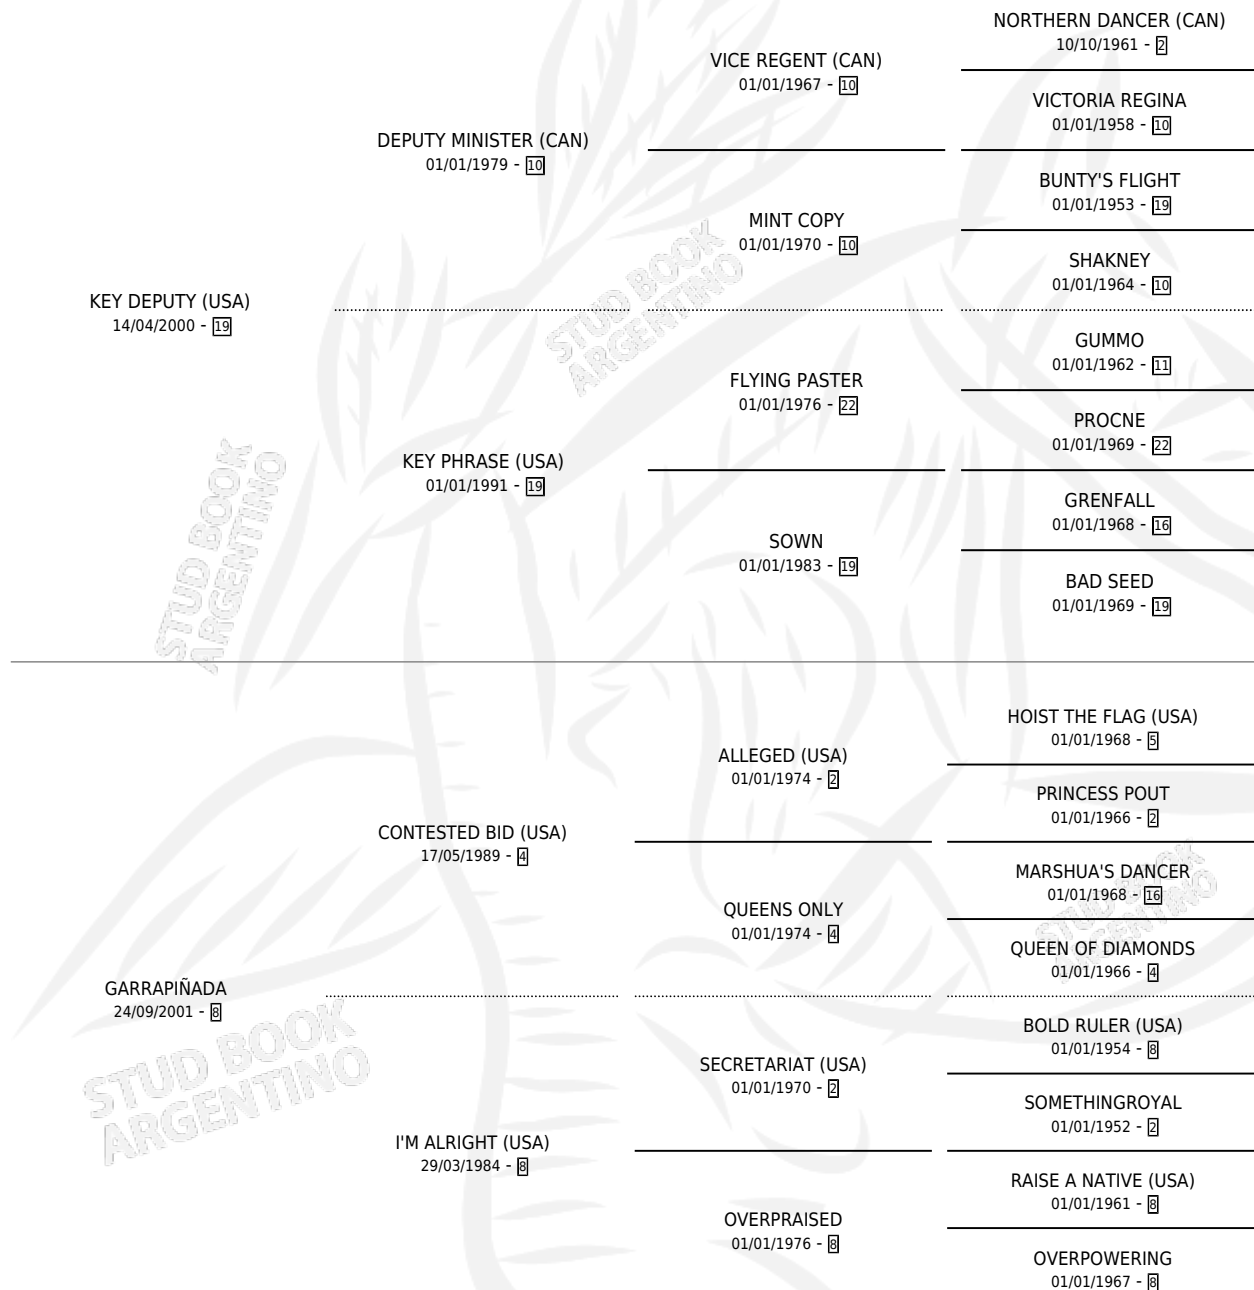 NORTHERN DANCER (CAN)
10/10/1961 - 2
VICE REGENT (CAN)
01/01/1967 - 10
VICTORIA REGINA
01/01/1958 - 10
DEPUTY MINISTER (CAN)
01/01/1979 - 10
BUNTY'S FLIGHT
01/01/1953 - 19
MINT COPY
01/01/1970 - 10
SHAKNEY
01/01/1964 - 10
KEY DEPUTY (USA)
14/04/2000 - 19
GUMMO
01/01/1962 - 11
FLYING PASTER
01/01/1976 - 22
PROCNE
01/01/1969 - 22
KEY PHRASE (USA)
01/01/1991 - 19
GRENFALL
01/01/1968 - 16
SOWN
01/01/1983 - 19
BAD SEED
01/01/1969 - 19
HOIST THE FLAG (USA)
01/01/1968 - 5
ALLEGED (USA)
01/01/1974 - 2
PRINCESS POUT
01/01/1966 - 2
CONTESTED BID (USA)
17/05/1989 - 4
MARSHUA'S DANCER
01/01/1968 - 16
QUEENS ONLY
01/01/1974 - 4
QUEEN OF DIAMONDS
01/01/1966 - 4
GARRAPIÑADA
24/09/2001 - 8
BOLD RULER (USA)
01/01/1954 - 8
SECRETARIAT (USA)
01/01/1970 - 2
SOMETHINGROYAL
01/01/1952 - 2
I'M ALRIGHT (USA)
29/03/1984 - 8
RAISE A NATIVE (USA)
01/01/1961 - 8
OVERPRAISED
01/01/1976 - 8
OVERPOWERING
01/01/1967 - 8
STUD BOOK
ARGENTINO
STUD BOOK
ARGENTINO
STUD BOOK
ARGENTINO
STUD BOOK
ARGENTINO